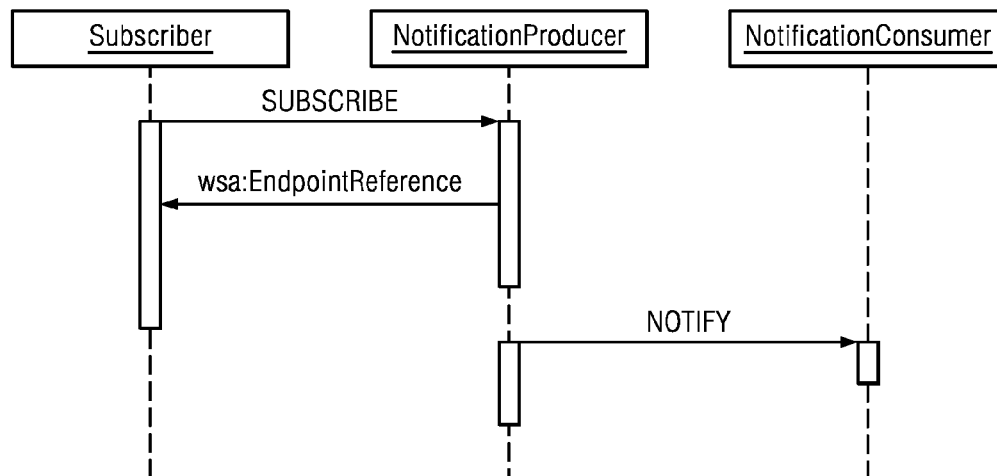 Subscriber
NotificationProducer
NotificationConsumer
SUBSCRIBE
wsa:EndpointReference
NOTIFY